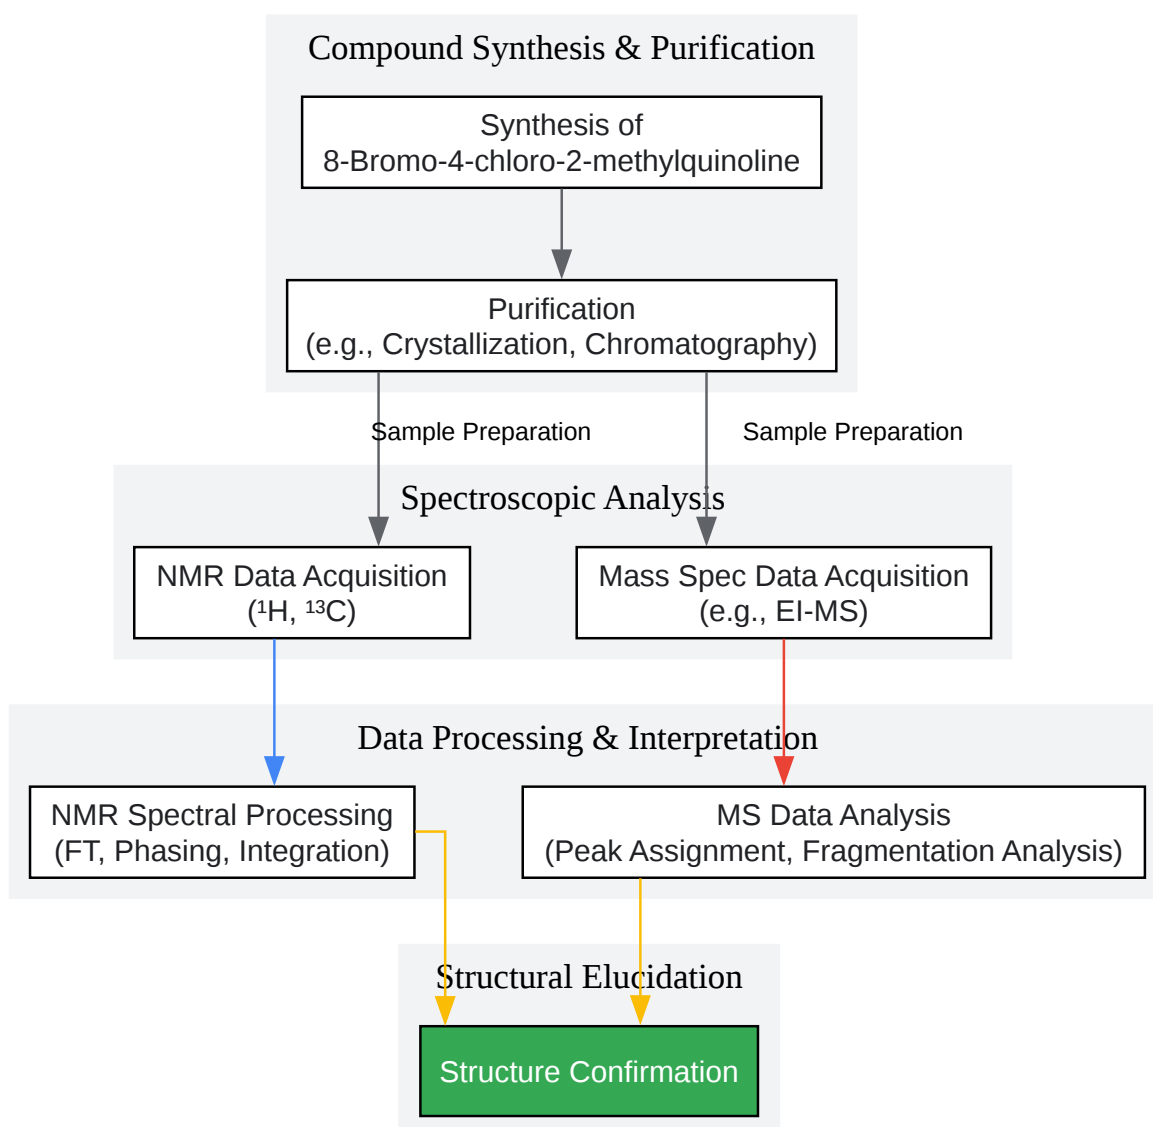 Compound Synthesis & Purification
Synthesis of
8-Bromo-4-chloro-2-methylquinoline
Purification
(e.g., Crystallization, Chromatography)
Sample Preparation
Sample Preparation
Spectroscopic Analysis
NMR Data Acquisition
(¹H, ¹³C)
Mass Spec Data Acquisition
(e.g., EI-MS)
Data Processing & Interpretation
NMR Spectral Processing
(FT, Phasing, Integration)
MS Data Analysis
(Peak Assignment, Fragmentation Analysis)
Structural Elucidation
Structure Confirmation